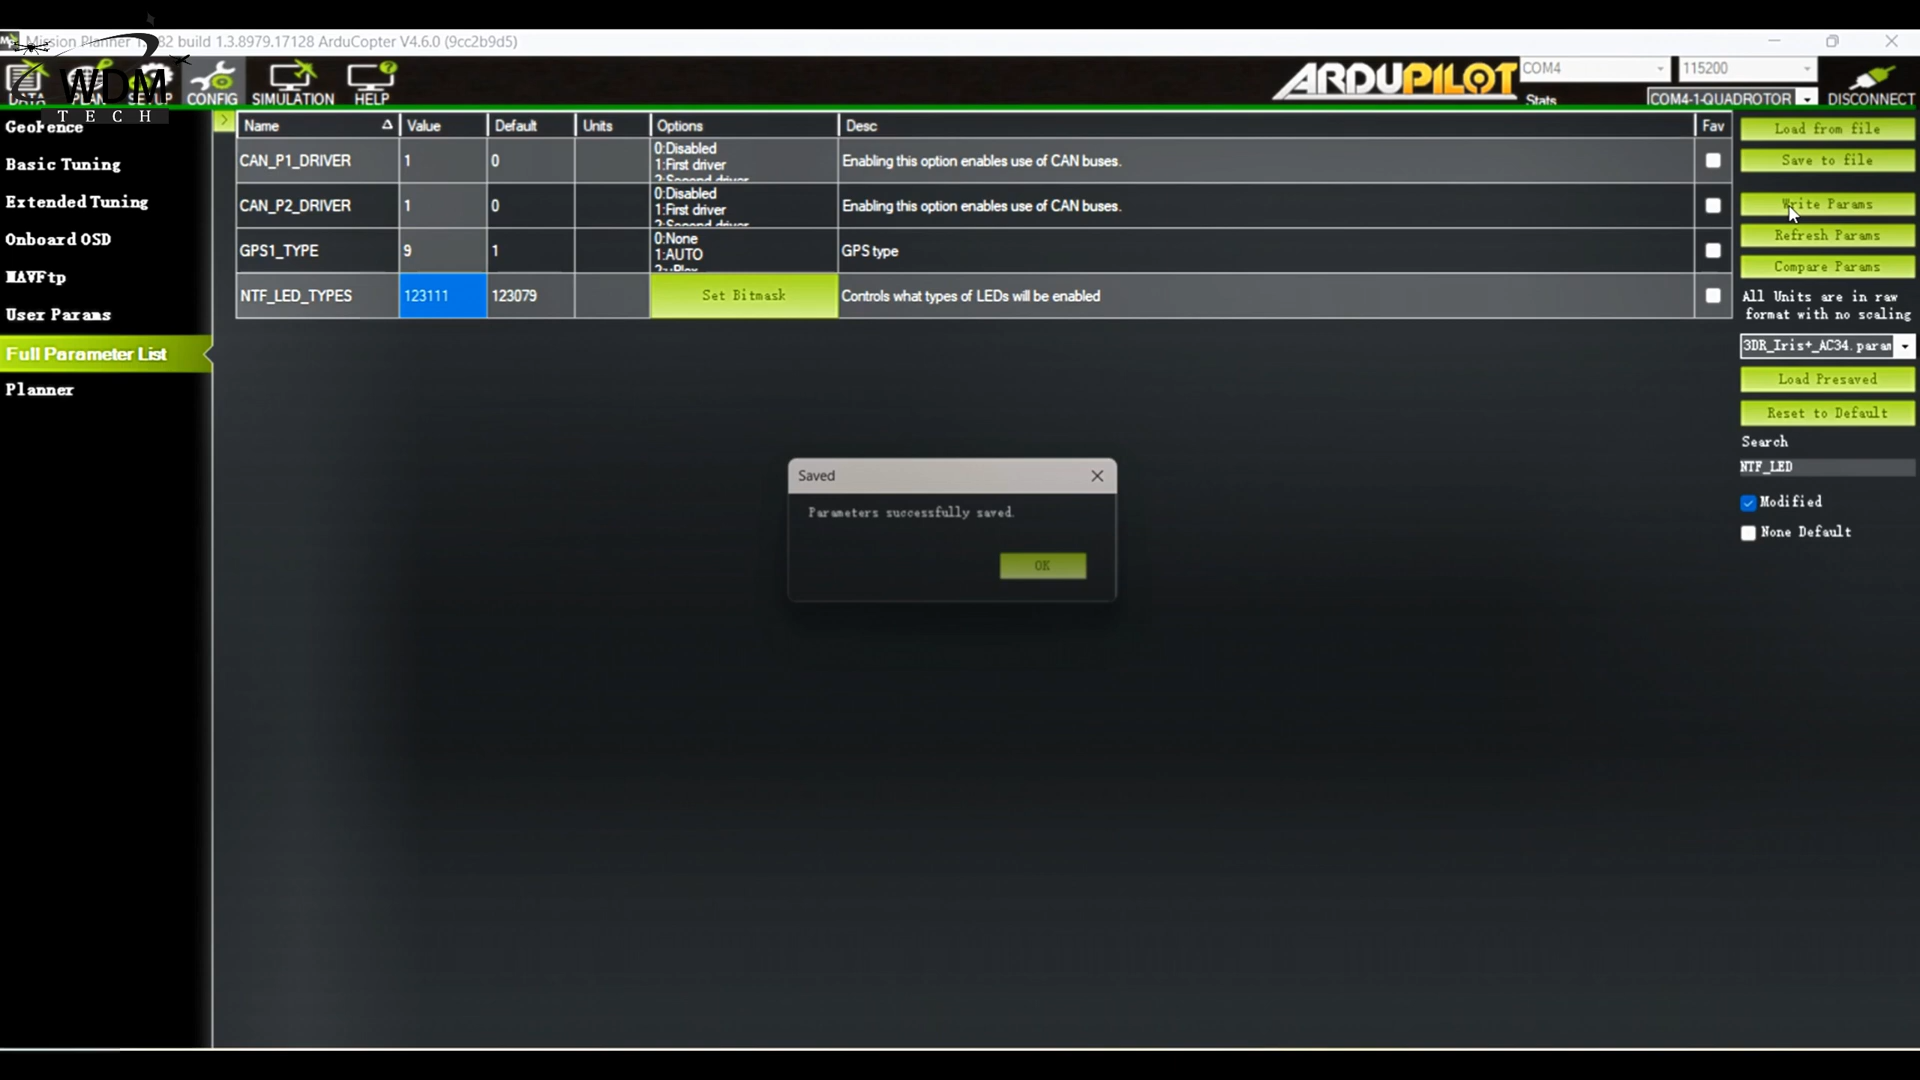 Mission Planner 1.3.82 build 1.3.8979.17128 ArduCopter V4.6.0 (9cc2b9d5)
WDM
TECH
DATA
PLAN
SETUP
CONFIG
SIMULATION
HELP
ARDUPILOT
COM4
115200
Stats
COM4-1-QUADROTOR
DISCONNECT
GeoFence
Basic Tuning
Extended Tuning
Onboard OSD
MAVFtp
User Params
Full Parameter List
Planner
Name Value Default Units Options Desc Fav
CAN_P1_DRIVER 1 0 0:Disabled Enabling this option enables use of CAN buses.
1:First driver
2:Second driver
CAN_P2_DRIVER 1 0 0:Disabled Enabling this option enables use of CAN buses.
1:First driver
2:Second driver
GPS1_TYPE 9 1 0:None GPS type
1:AUTO
NTF_LED_TYPES 123111 123079 Set Bitmask Controls what types of LEDs will be enabled
Load from file
Save to file
Write Params
Refresh Params
Compare Params
All Units are in raw
format with no scaling
3DR_Iris+_AC34.param
Load Presaved
Reset to Default
Search
NTF_LED
Modified
None Default
Saved
Parameters successfully saved.
OK